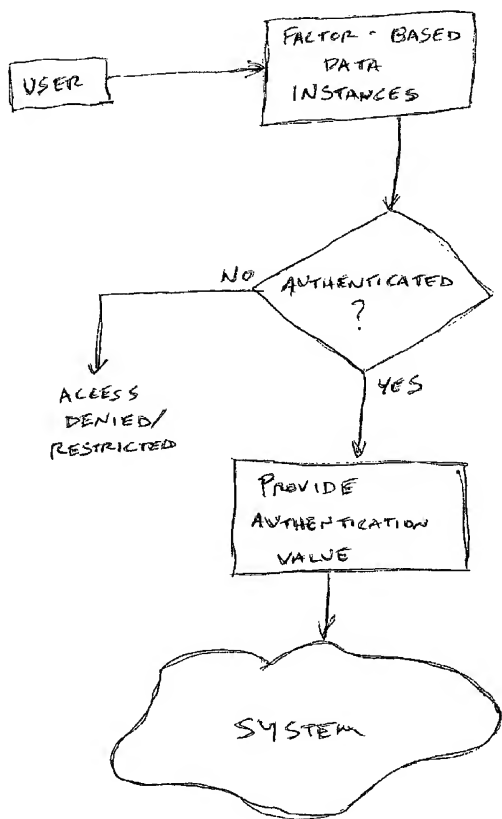 USER
FACTOR - BASED
DATA
INSTANCES
NO
AUTHENTICATED
?
YES
ACCESS
DENIED/
RESTRICTED
PROVIDE
AUTHENTICATION
VALUE
SYSTEM